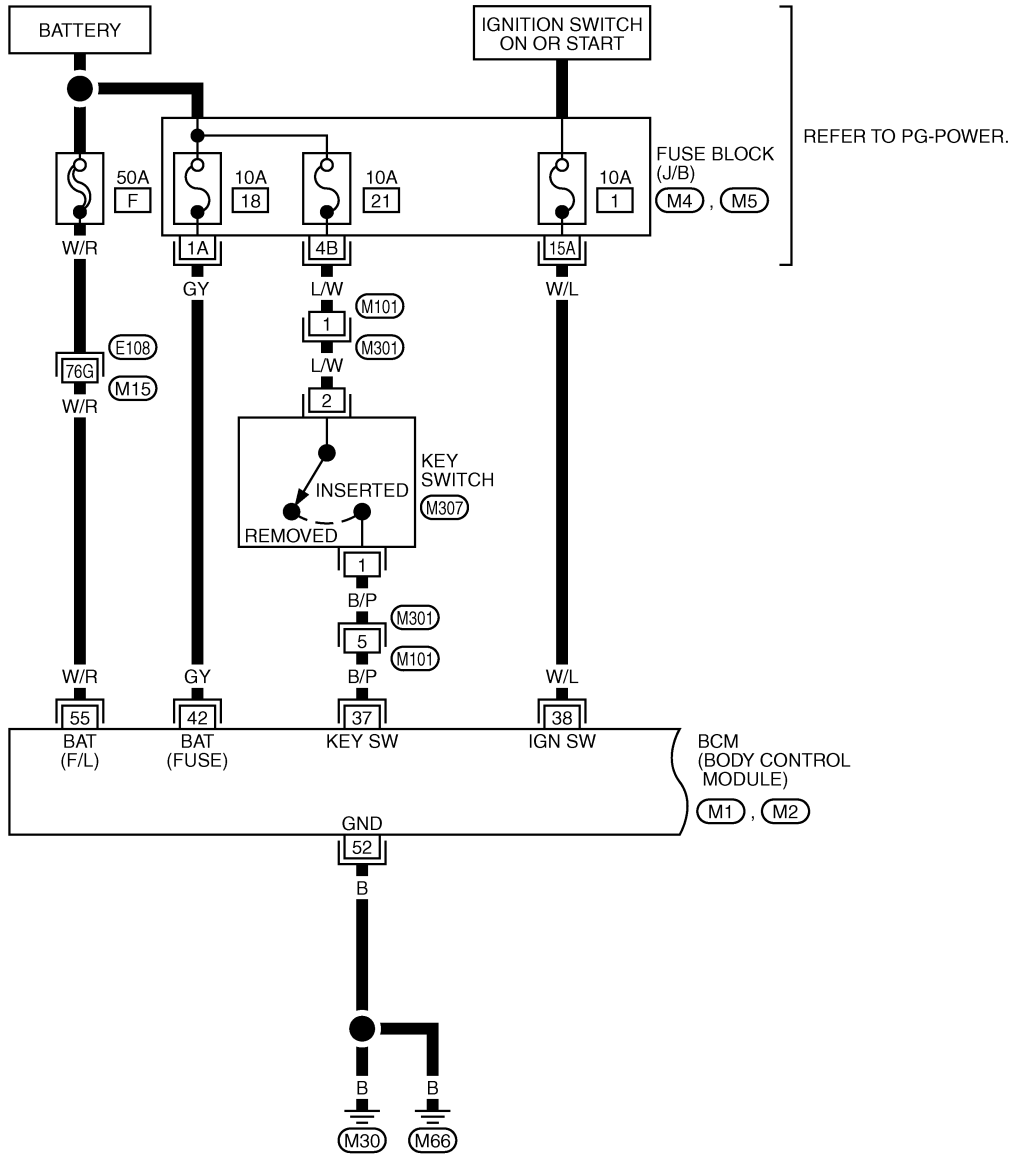 BATTERY
IGNITION SWITCH
ON OR START
REFER TO PG-POWER.
FUSE BLOCK
(J/B)
M4 , M5
50A
F
10A
18
10A
21
10A
1
W/R
1A
4B
15A
GY
L/W
W/L
M101
1
M301
E108
76G
M15
L/W
W/R
2
KEY
SWITCH
M307
INSERTED
REMOVED
1
B/P
M301
5
M101
W/R
GY
B/P
W/L
55
42
37
38
BAT
(F/L)
BAT
(FUSE)
KEY SW
IGN SW
BCM
(BODY CONTROL
MODULE)
M1 , M2
GND
52
B
B
B
M30
M66